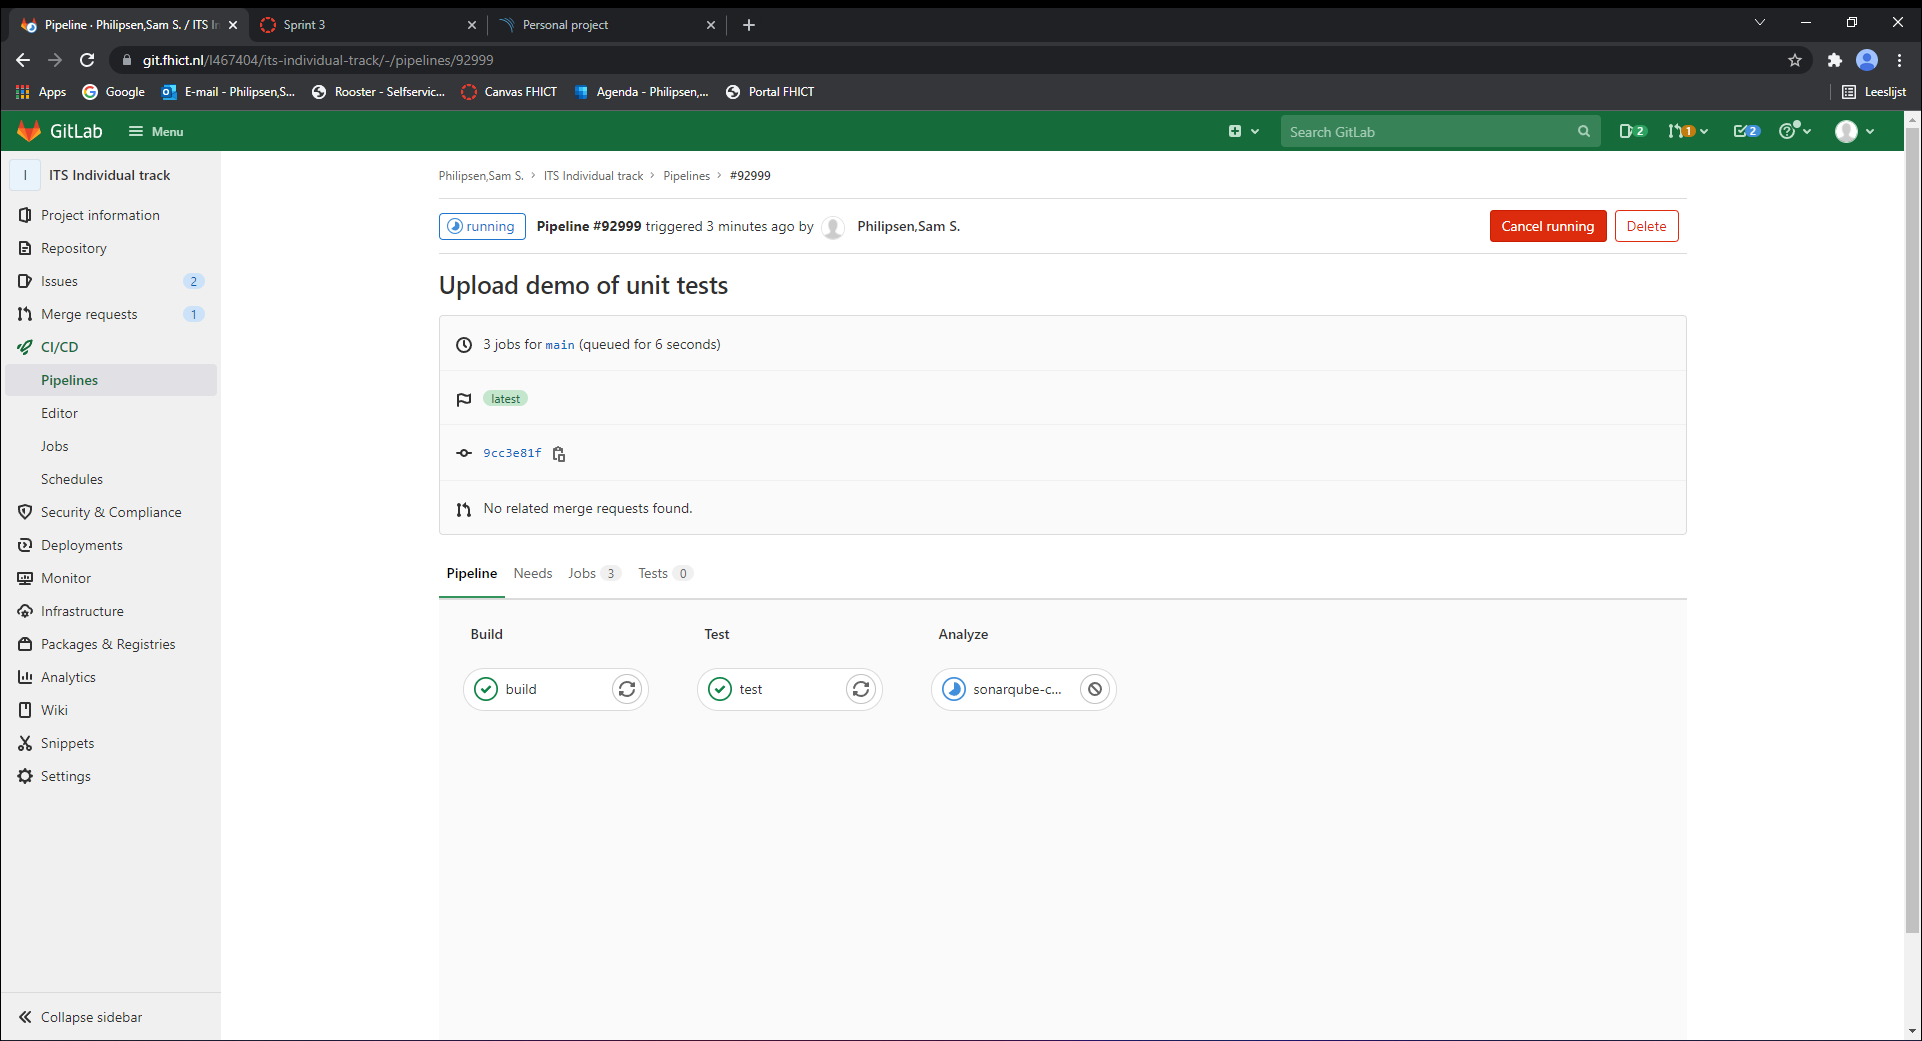 Pipeline · Philipsen,Sam S. / ITS In
Sprint 3
Personal project
git.fhict.nl/I467404/its-individual-track/-/pipelines/92999
Apps
Google
E-mail - Philipsen,S...
Rooster - Selfservic...
Canvas FHICT
Agenda - Philipsen,...
Portal FHICT
Leeslijst
GitLab
Menu
Search GitLab
2
1
2
I
ITS Individual track
Project information
Repository
Issues 2
Merge requests 1
CI/CD
Pipelines
Editor
Jobs
Schedules
Security & Compliance
Deployments
Monitor
Infrastructure
Packages & Registries
Analytics
Wiki
Snippets
Settings
Collapse sidebar
Philipsen,Sam S. › ITS Individual track › Pipelines › #92999
running Pipeline #92999 triggered 3 minutes ago by Philipsen,Sam S.
Cancel running
Delete
Upload demo of unit tests
3 jobs for main (queued for 6 seconds)
latest
9cc3e81f
No related merge requests found.
Pipeline Needs Jobs 3 Tests 0
Build Test Analyze
build test sonarqube-c...